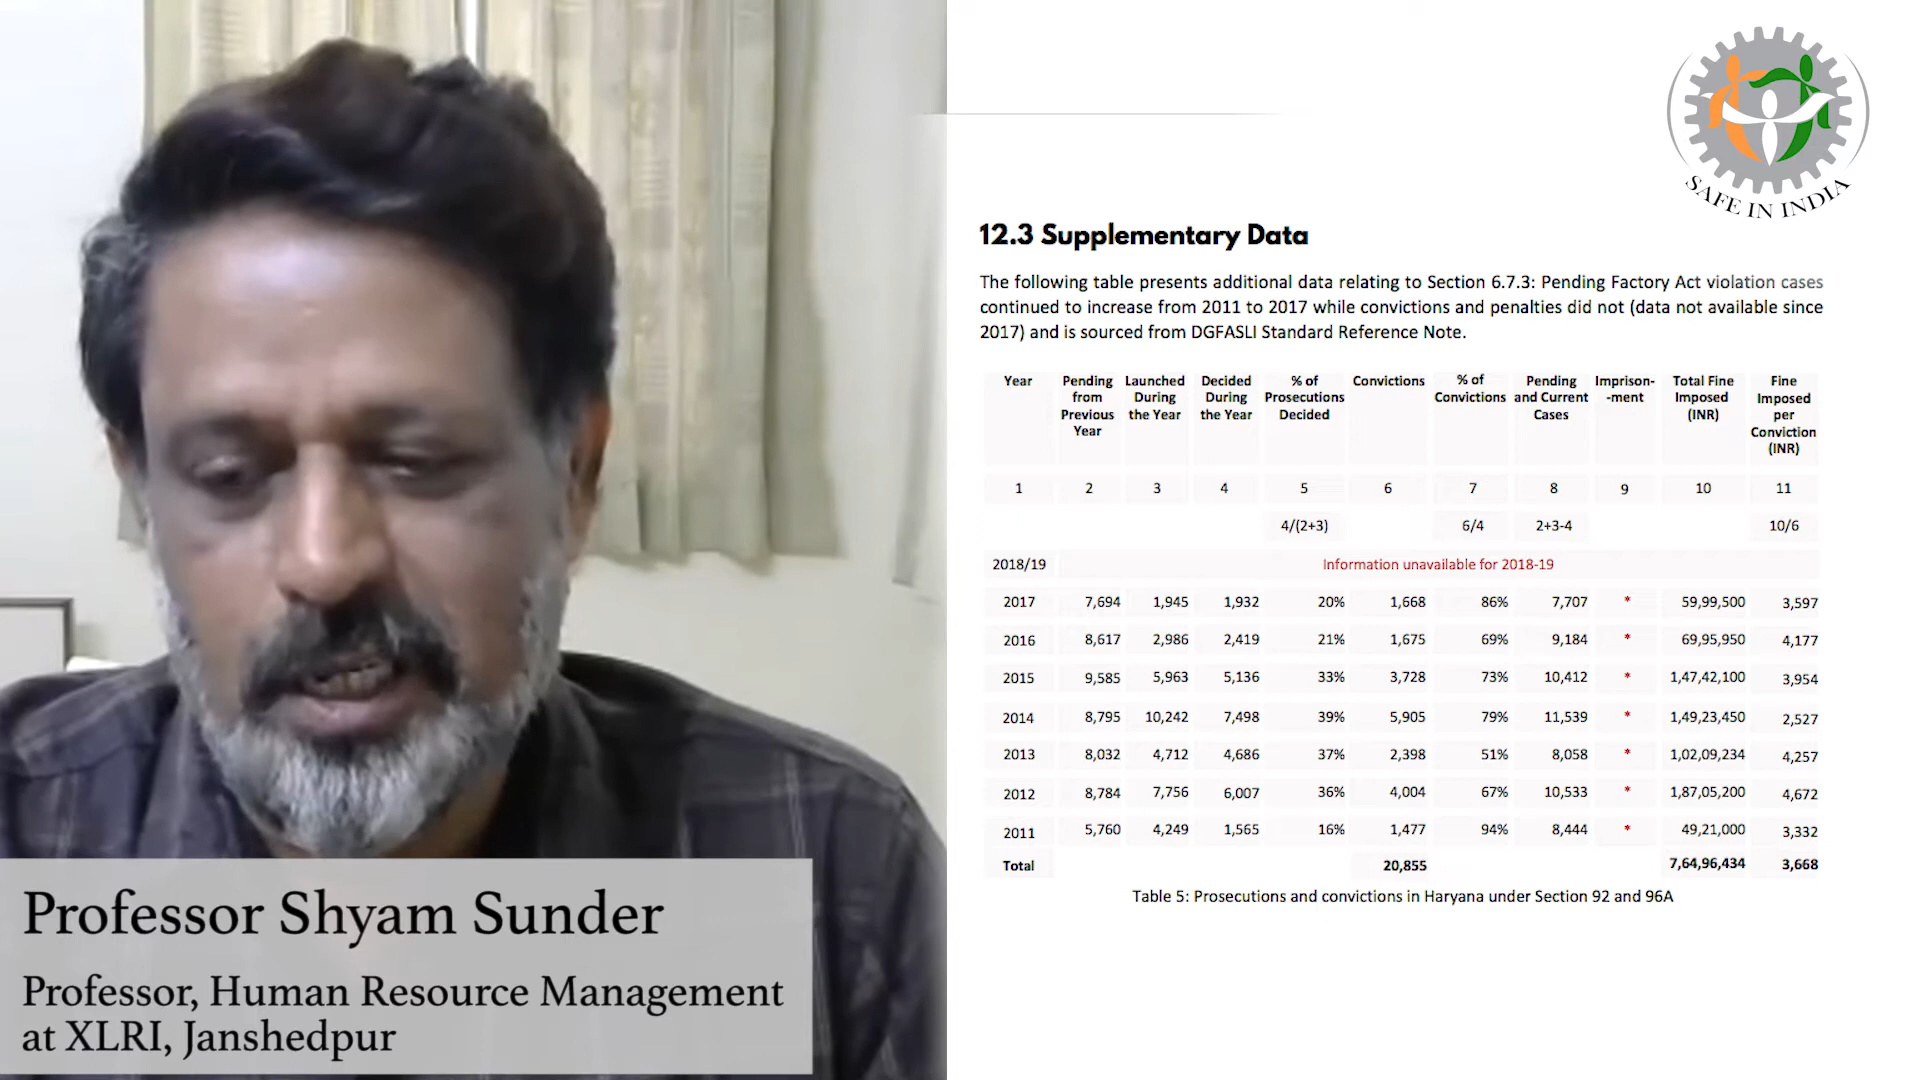 SAFE IN INDIA
12.3 Supplementary Data
The following table presents additional data relating to Section 6.7.3: Pending Factory Act violation cases
continued to increase from 2011 to 2017 while convictions and penalties did not (data not available since
2017) and is sourced from DGFASLI Standard Reference Note.
Year Pending Launched Decided % of Convictions % of Pending Imprison- Total Fine Fine
from During During Prosecutions Convictions and Current -ment Imposed Imposed
Previous the Year the Year Decided Cases (INR) per
Year Conviction
(INR)
1 2 3 4 5 6 7 8 9 10 11
4/(2+3) 6/4 2+3-4 10/6
2018/19 Information unavailable for 2018-19
2017 7,694 1,945 1,932 20% 1,668 86% 7,707 * 59,99,500 3,597
2016 8,617 2,986 2,419 21% 1,675 69% 9,184 * 69,95,950 4,177
2015 9,585 5,963 5,136 33% 3,728 73% 10,412 * 1,47,42,100 3,954
2014 8,795 10,242 7,498 39% 5,905 79% 11,539 * 1,49,23,450 2,527
2013 8,032 4,712 4,686 37% 2,398 51% 8,058 * 1,02,09,234 4,257
2012 8,784 7,756 6,007 36% 4,004 67% 10,533 * 1,87,05,200 4,672
2011 5,760 4,249 1,565 16% 1,477 94% 8,444 * 49,21,000 3,332
Total 20,855 7,64,96,434 3,668
Table 5: Prosecutions and convictions in Haryana under Section 92 and 96A
Professor Shyam Sunder
Professor, Human Resource Management
at XLRI, Janshedpur